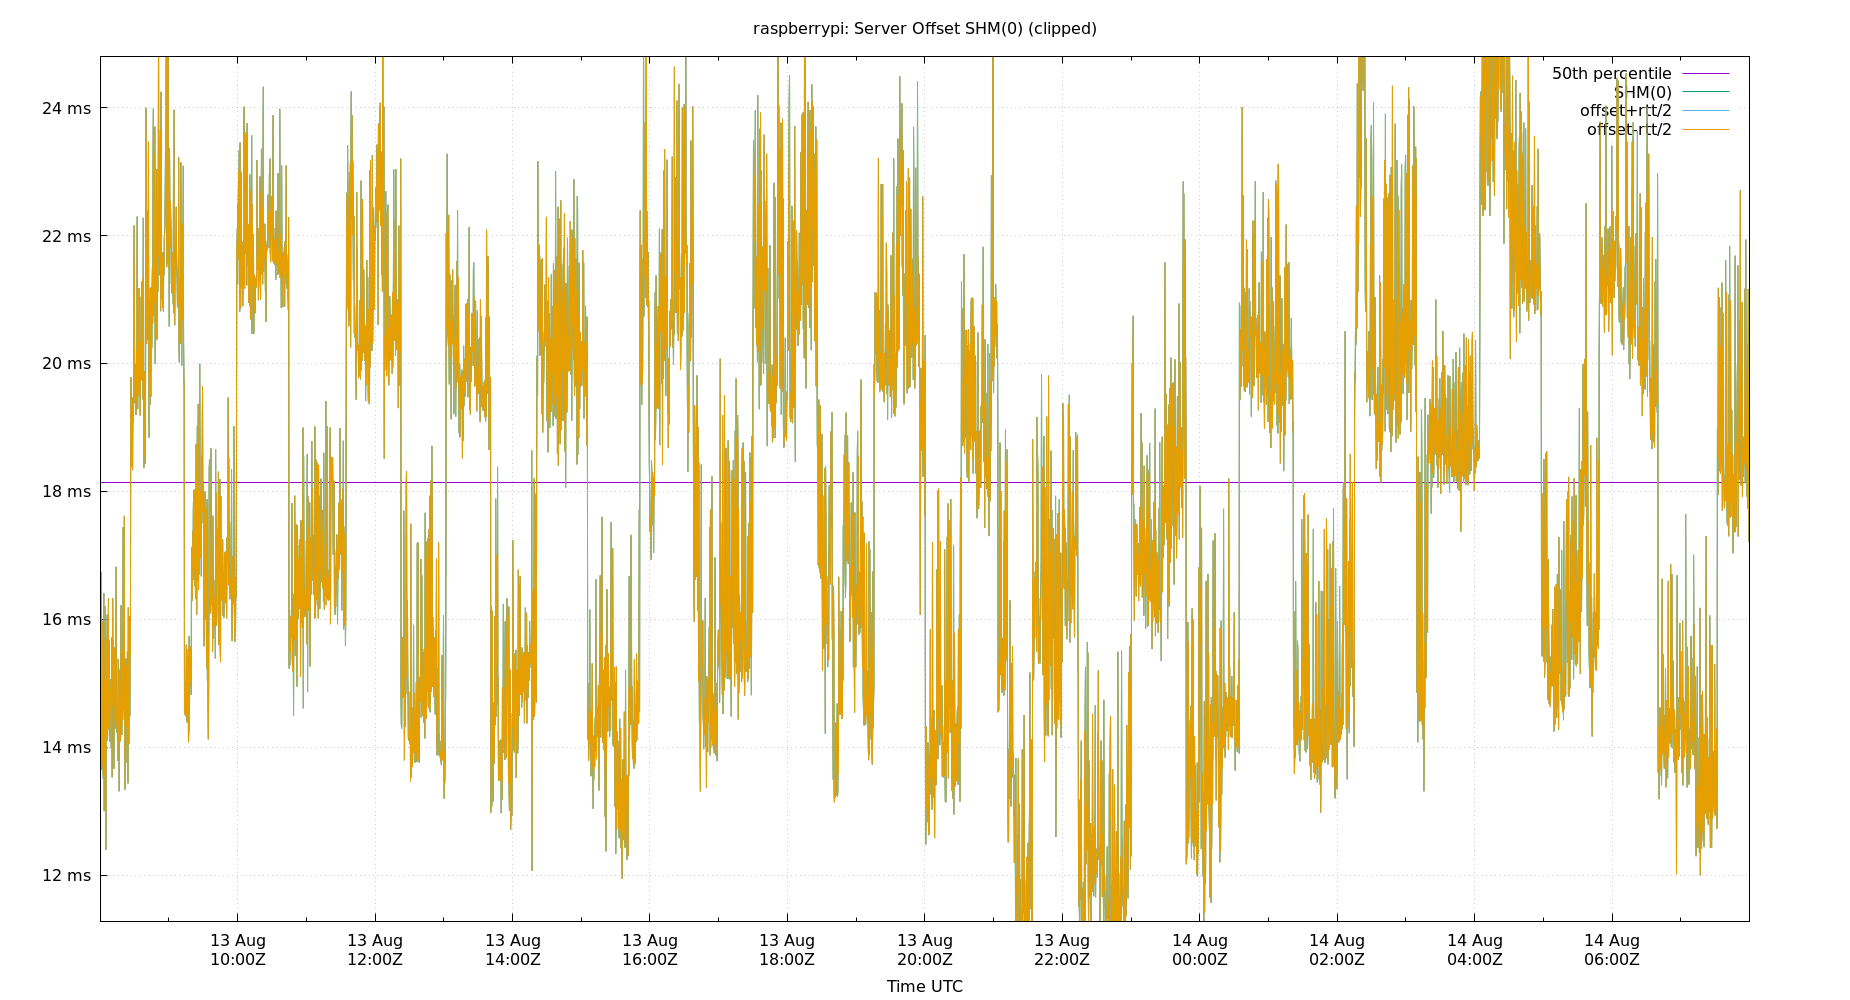 raspberrypi: Server Offset SHM(0) (clipped)
50th percentile
SHM(0)
offset+rtt/2
offset-rtt/2
24 ms
22 ms
20 ms
18 ms
16 ms
14 ms
12 ms
13 Aug 13 Aug 13 Aug 13 Aug 13 Aug 13 Aug 13 Aug 14 Aug 14 Aug 14 Aug 14 Aug
10:00Z 12:00Z 14:00Z 16:00Z 18:00Z 20:00Z 22:00Z 00:00Z 02:00Z 04:00Z 06:00Z
Time UTC